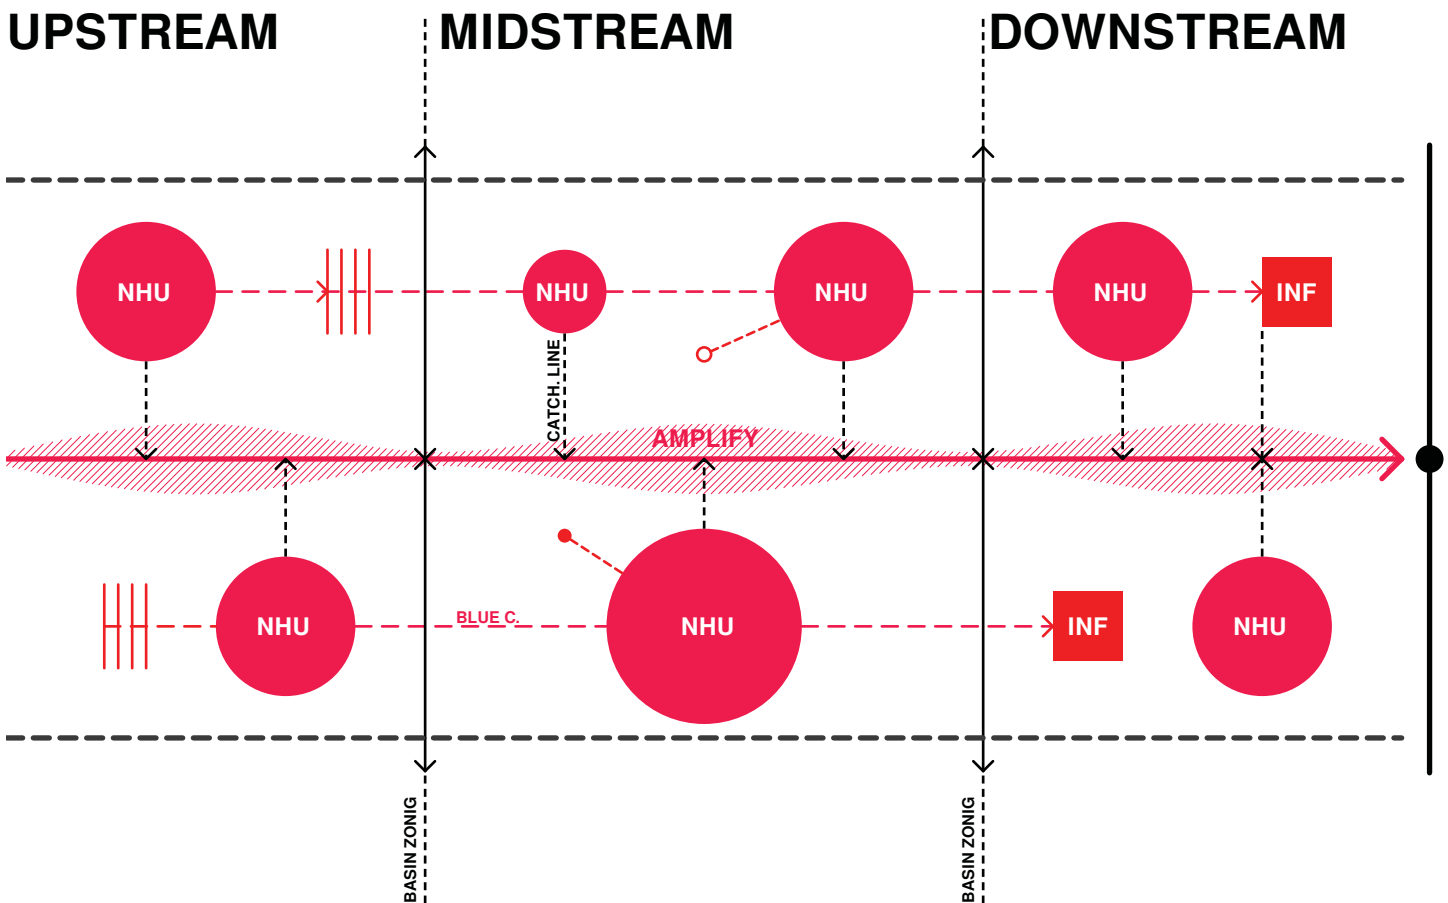 UPSTREAM
MIDSTREAM
DOWNSTREAM
NHU
NHU
NHU
NHU
INF
CATCH. LINE
AMPLIFY
NHU
BLUE C.
NHU
INF
NHU
BASIN ZONIG
BASIN ZONIG